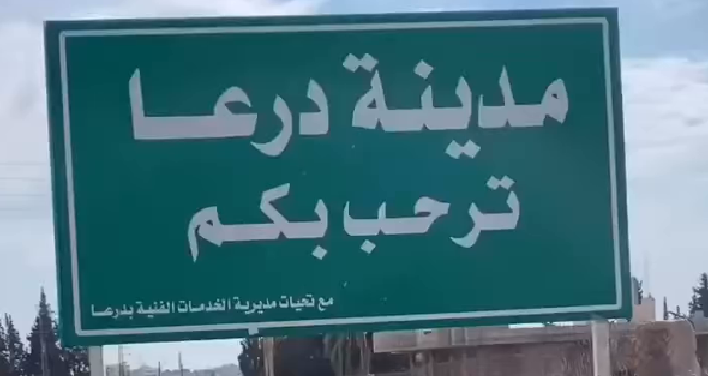 مدينة درعا
ترحب بكم
مع تحيات مديرية الخدمات الفنية بدرعا